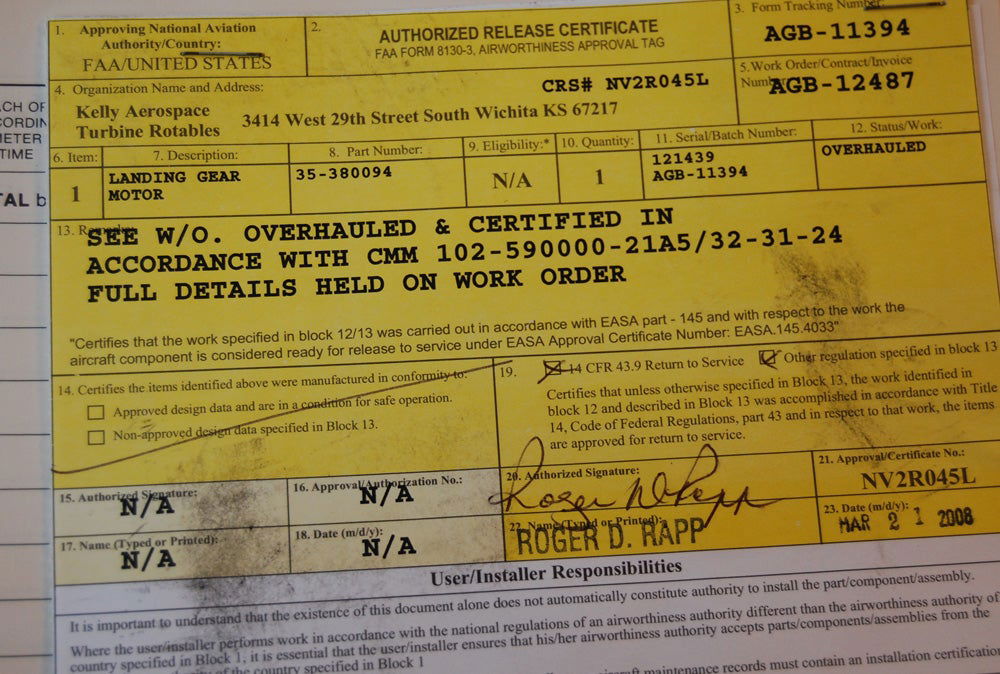 1. Approving National Aviation
Authority/Country:
FAA/UNITED STATES
2.
AUTHORIZED RELEASE CERTIFICATE
FAA FORM 8130-3, AIRWORTHINESS APPROVAL TAG
3. Form Tracking Number:
AGB-11394
4. Organization Name and Address:
CRS# NV2R045L
Kelly Aerospace
Turbine Rotables
3414 West 29th Street South Wichita KS 67217
5.Work Order/Contract/Invoice
Number:
AGB-12487
6. Item:
1
7. Description:
LANDING GEAR
MOTOR
8. Part Number:
35-380094
9. Eligibility:*
N/A
10. Quantity:
1
11. Serial/Batch Number:
121439
AGB-11394
12. Status/Work:
OVERHAULED
13. Remarks:
SEE W/O. OVERHAULED & CERTIFIED IN
ACCORDANCE WITH CMM 102-590000-21A5/32-31-24
FULL DETAILS HELD ON WORK ORDER
"Certifies that the work specified in block 12/13 was carried out in accordance with EASA part - 145 and with respect to the work the
aircraft component is considered ready for release to service under EASA Approval Certificate Number: EASA.145.4033"
14. Certifies the items identified above were manufactured in conformity to:
Approved design data and are in a condition for safe operation.
Non-approved design data specified in Block 13.
19.
14 CFR 43.9 Return to Service
Other regulation specified in block 13
Certifies that unless otherwise specified in Block 13, the work identified in
block 12 and described in Block 13 was accomplished in accordance with Title
14, Code of Federal Regulations, part 43 and in respect to that work, the items
are approved for return to service.
15. Authorized Signature:
N/A
16. Approval/Authorization No.:
N/A
20. Authorized Signature:
Roger D. Rapp
21. Approval/Certificate No.:
NV2R045L
17. Name (Typed or Printed):
N/A
18. Date (m/d/y):
N/A
22. Name (Typed or Printed):
ROGER D. RAPP
23. Date (m/d/y):
MAR 21 2008
User/Installer Responsibilities
It is important to understand that the existence of this document alone does not automatically constitute authority to install the part/component/assembly.
Where the user/installer performs work in accordance with the national regulations of an airworthiness authority different than the airworthiness authority of
country specified in Block 1, it is essential that the user/installer ensures that his/her airworthiness authority accepts parts/components/assemblies from the
of the country specified in Block 1
maintenance records must contain an installation certification